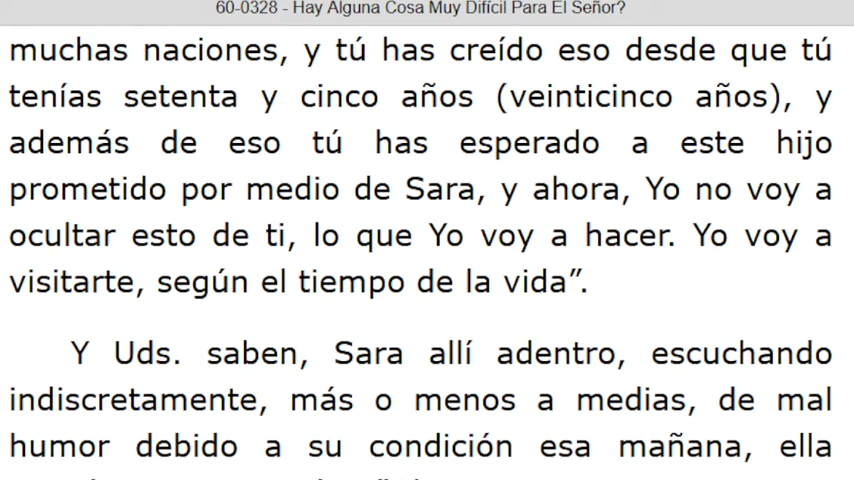 60-0328 - Hay Alguna Cosa Muy Difícil Para El Señor?
muchas naciones, y tú has creído eso desde que tú
tenías setenta y cinco años (veinticinco años), y
además de eso tú has esperado a este hijo
prometido por medio de Sara, y ahora, Yo no voy a
ocultar esto de ti, lo que Yo voy a hacer. Yo voy a
visitarte, según el tiempo de la vida”.
Y Uds. saben, Sara allí adentro, escuchando
indiscretamente, más o menos a medias, de mal
humor debido a su condición esa mañana, ella